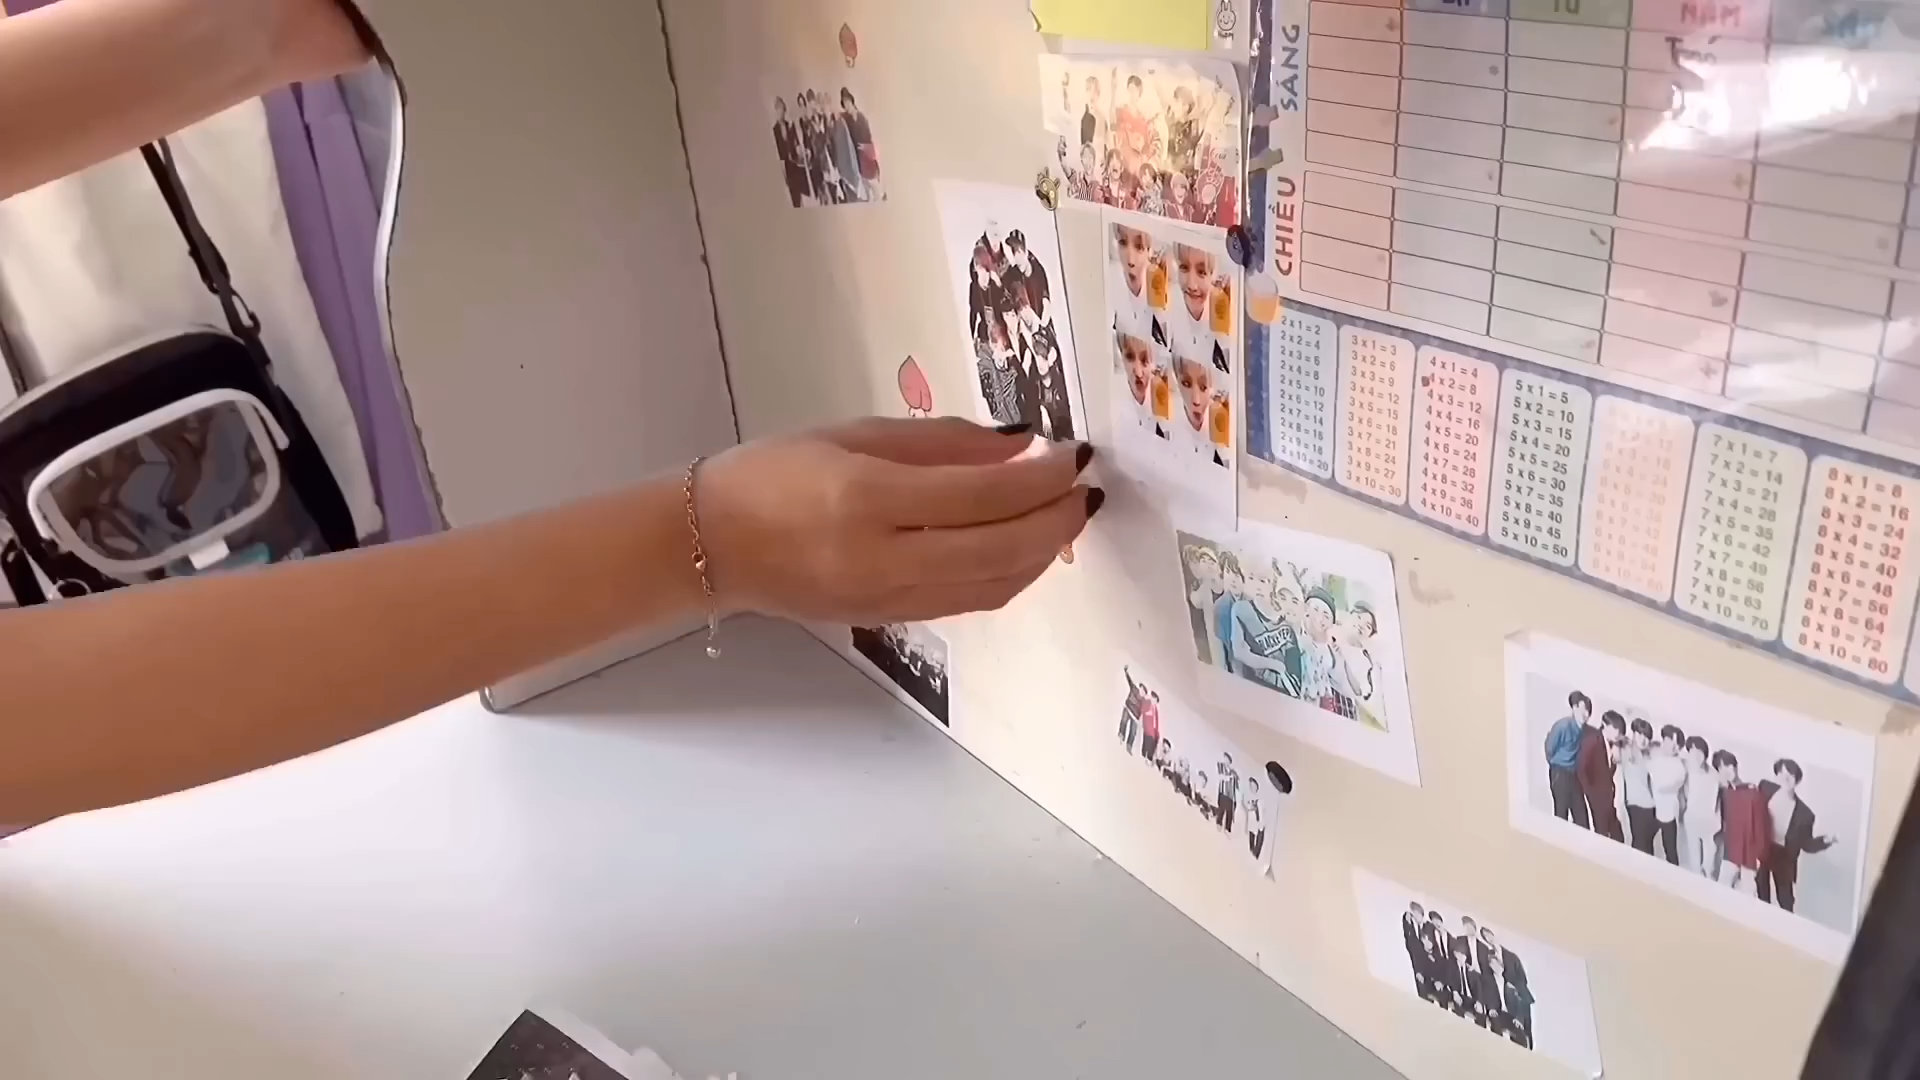 TƯ
NĂM
SÁNG
CHIỀU
2 x 1 = 2
2 x 2 = 4
2 x 3 = 6
2 x 4 = 8
2 x 5 = 10
2 x 6 = 12
2 x 7 = 14
2 x 8 = 16
2 x 9 = 18
2 x 10 = 20
3 x 1 = 3
3 x 2 = 6
3 x 3 = 9
3 x 4 = 12
3 x 5 = 15
3 x 6 = 18
3 x 7 = 21
3 x 8 = 24
3 x 9 = 27
3 x 10 = 30
4 x 1 = 4
4 x 2 = 8
4 x 3 = 12
4 x 4 = 16
4 x 5 = 20
4 x 6 = 24
4 x 7 = 28
4 x 8 = 32
4 x 9 = 36
4 x 10 = 40
5 x 1 = 5
5 x 2 = 10
5 x 3 = 15
5 x 4 = 20
5 x 5 = 25
5 x 6 = 30
5 x 7 = 35
5 x 8 = 40
5 x 9 = 45
5 x 10 = 50
7 x 1 = 7
7 x 2 = 14
7 x 3 = 21
7 x 4 = 28
7 x 5 = 35
7 x 6 = 42
7 x 7 = 49
7 x 8 = 56
7 x 9 = 63
7 x 10 = 70
8 x 1 = 8
8 x 2 = 16
8 x 3 = 24
8 x 4 = 32
8 x 5 = 40
8 x 6 = 48
8 x 7 = 56
8 x 8 = 64
8 x 9 = 72
8 x 10 = 80